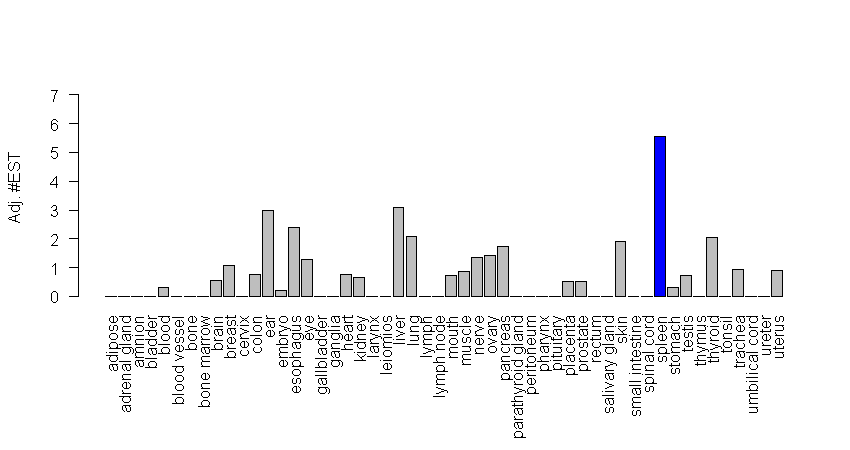 Adj. #EST
7
6
5
4
3
2
1
0
adipose
adrenal gland
amnion
bladder
blood
blood vessel
bone
bone marrow
brain
breast
cervix
colon
ear
embryo
esophagus
eye
gallbladder
ganglia
heart
kidney
larynx
leiomios
liver
lung
lymph
lymph node
mouth
muscle
nerve
ovary
pancreas
parathyroid gland
peritoneum
pharynx
pituitary
placenta
prostate
rectum
salivary gland
skin
small intestine
spinal cord
spleen
stomach
testis
thymus
thyroid
tonsil
trachea
umbilical cord
ureter
uterus